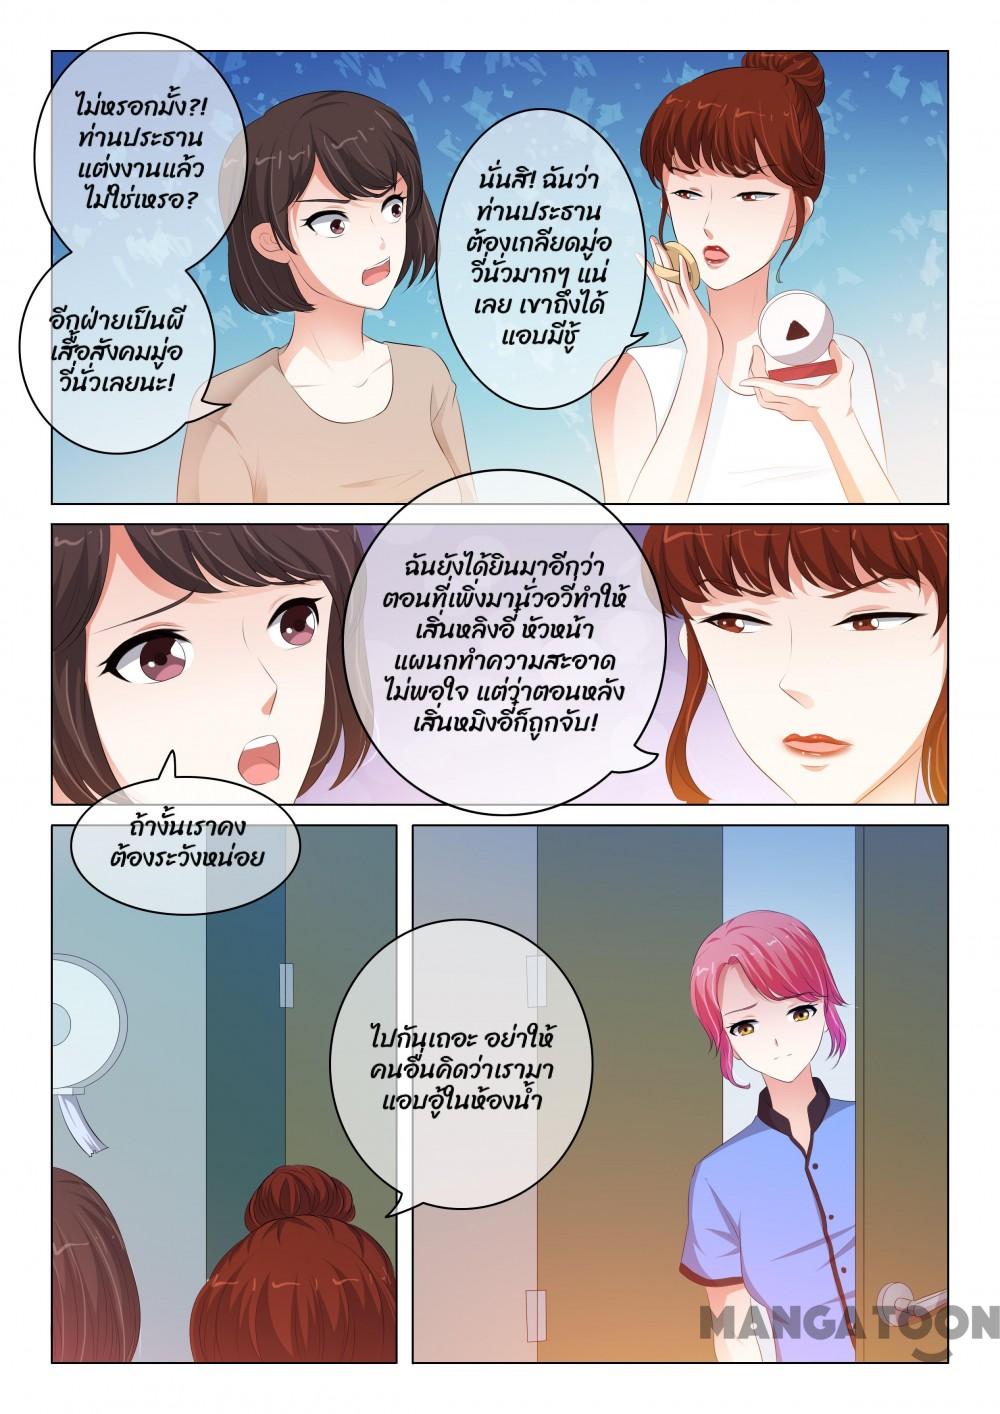 ไม่หรอกมั้ง?!
ท่านประธาน
แต่งงานแล้ว
ไม่ใช่เหรอ?
อีกฝ่ายเป็นผี
เสื้อสังคมมู่อ
วี่นั่วเลยนะ!
นั่นสิ! ฉันว่า
ท่านประธาน
ต้องเกลียดมู่อ
วี่นั่วมากๆ แน่
เลย เขาถึงได้
แอบมีชู้
ฉันยังได้ยินมาอีกว่า
ตอนที่เพิ่งมานั่วอวี่ทำให้
เสิ่นหลิงอี๋ หัวหน้า
แผนกทำความสะอาด
ไม่พอใจ แต่ว่าตอนหลัง
เสิ่นหมิงอี๋ก็ถูกจับ!
ถ้างั้นเราคง
ต้องระวังหน่อย
ไปกันเถอะ อย่าให้
คนอื่นคิดว่าเรามา
แอบอู้ในห้องน้ำ
MANGATOON